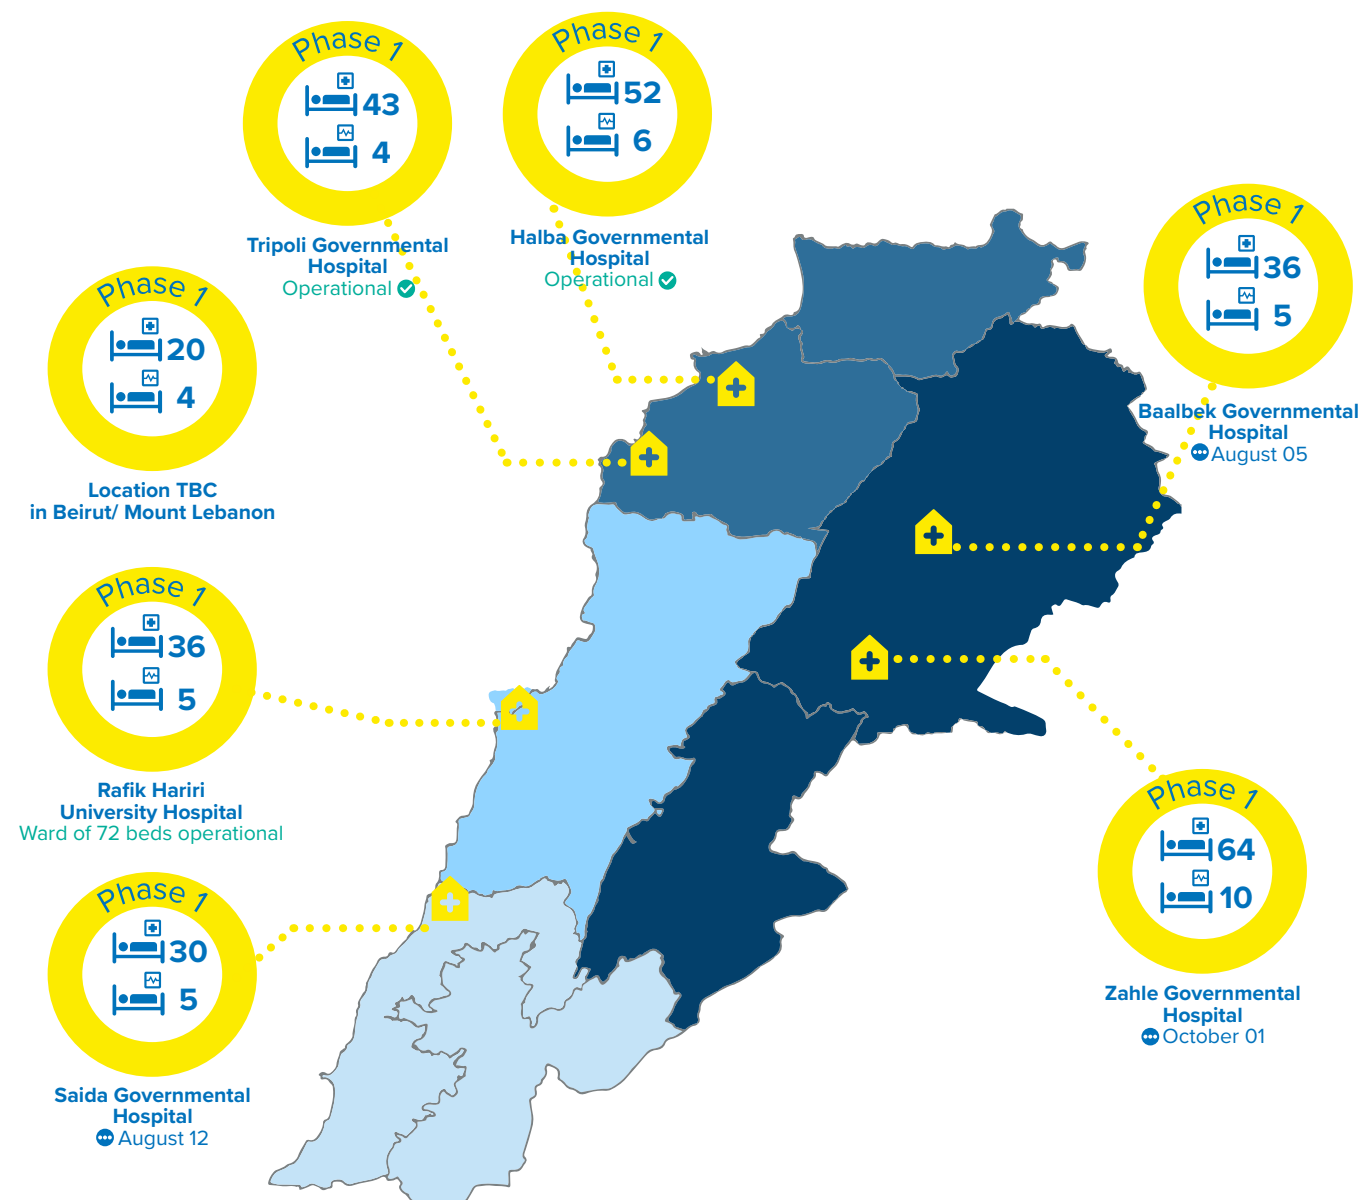 Phase 1
43
4
Tripoli Governmental
Hospital
Operational
Phase 1
52
6
Halba Governmental
Hospital
Operational
Phase 1
36
5
Baalbek Governmental
Hospital
August 05
Phase 1
20
4
Location TBC
in Beirut/ Mount Lebanon
Phase 1
36
5
Rafik Hariri
University Hospital
Ward of 72 beds operational
Phase 1
64
10
Zahle Governmental
Hospital
October 01
Phase 1
30
5
Saida Governmental
Hospital
August 12